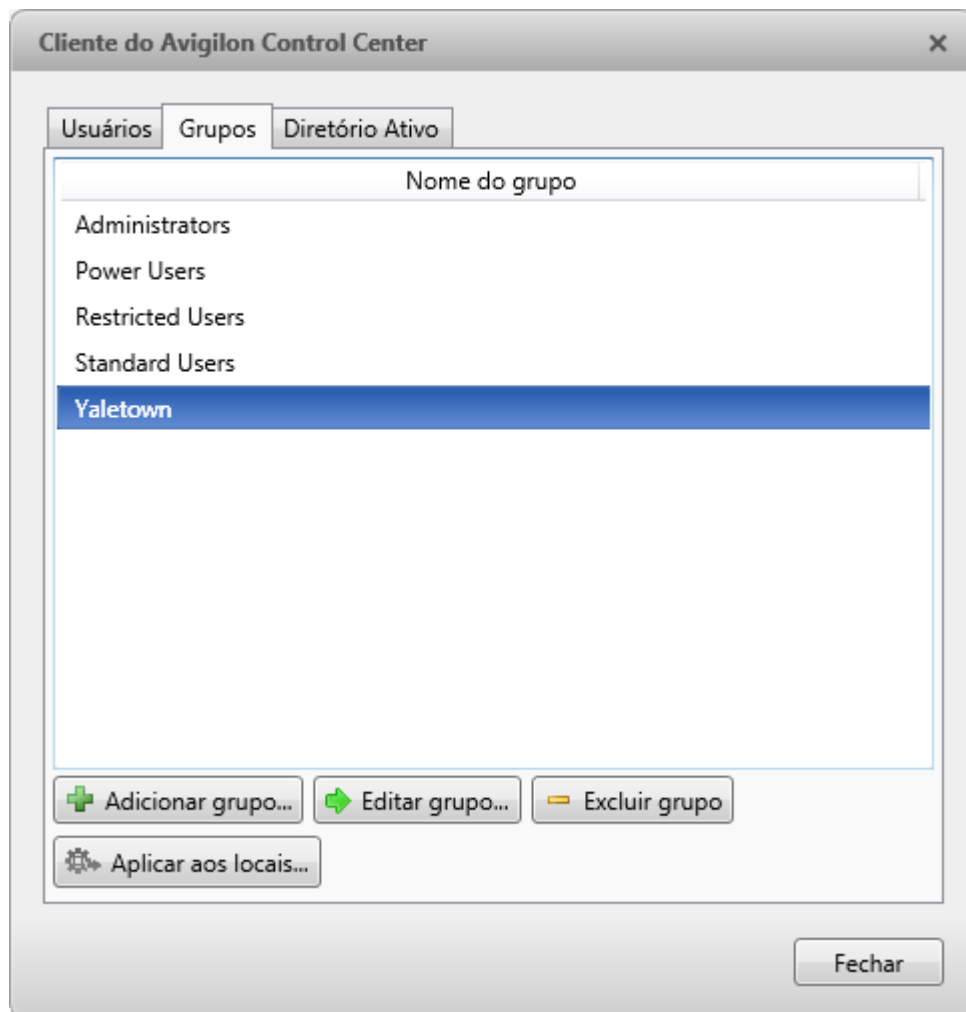 Cliente do Avigilon Control Center
Usuários Grupos Diretório Ativo
Nome do grupo
Administrators
Power Users
Restricted Users
Standard Users
Yaletown
Adicionar grupo... Editar grupo... Excluir grupo
Aplicar aos locais...
Fechar